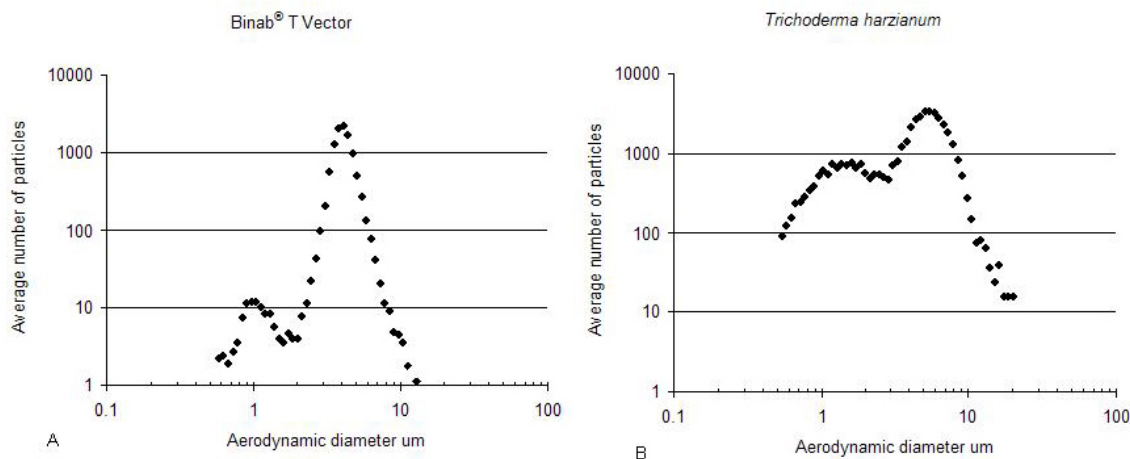 Binab® T Vector
10000
1000
100
10
1
0.1 1 10 100
Average number of particles
Aerodynamic diameter um
A
Trichoderma harzianum
10000
1000
100
10
1
0.1 1 10 100
Average number of particles
Aerodynamic diameter um
B